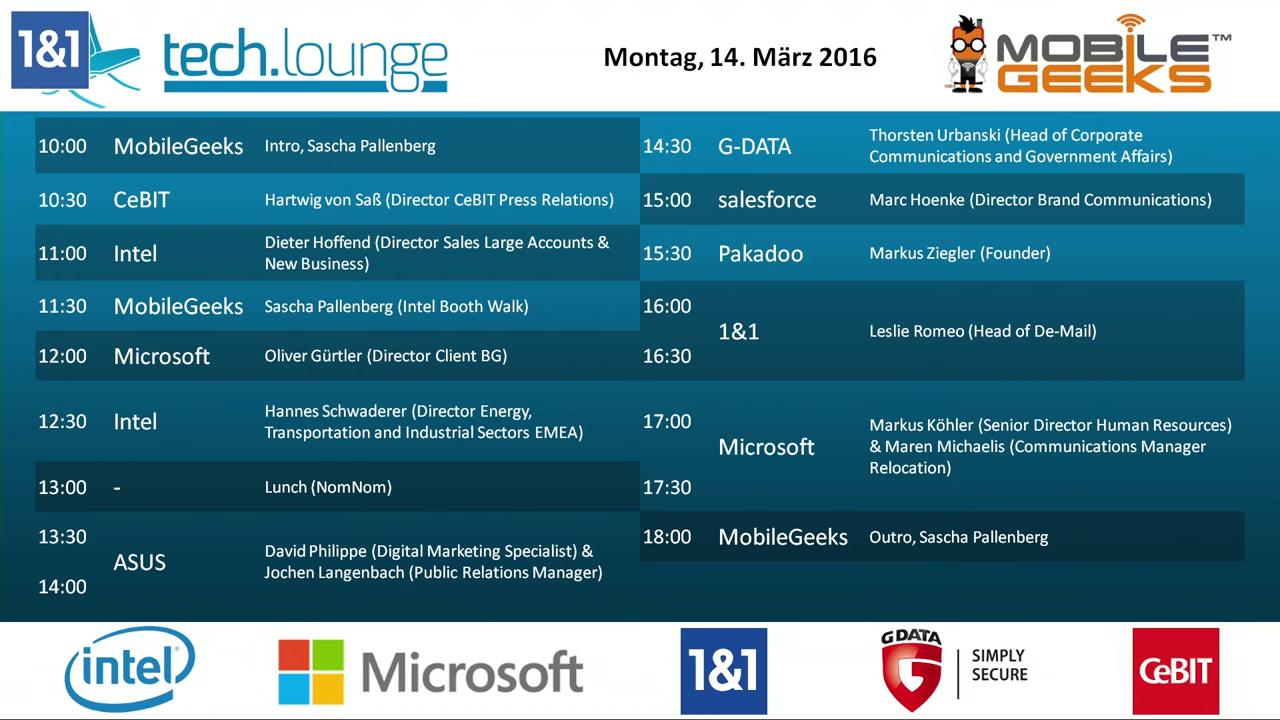 1&1
tech.lounge
Montag, 14. März 2016
MOBILE
GEEKS™
10:00 MobileGeeks Intro, Sascha Pallenberg
10:30 CeBIT Hartwig von Saß (Director CeBIT Press Relations)
11:00 Intel Dieter Hoffend (Director Sales Large Accounts &
New Business)
11:30 MobileGeeks Sascha Pallenberg (Intel Booth Walk)
12:00 Microsoft Oliver Gürtler (Director Client BG)
12:30 Intel Hannes Schwaderer (Director Energy,
Transportation and Industrial Sectors EMEA)
13:00 - Lunch (NomNom)
13:30
ASUS David Philippe (Digital Marketing Specialist) &
Jochen Langenbach (Public Relations Manager)
14:00
14:30 G-DATA Thorsten Urbanski (Head of Corporate
Communications and Government Affairs)
15:00 salesforce Marc Hoenke (Director Brand Communications)
15:30 Pakadoo Markus Ziegler (Founder)
16:00
1&1 Leslie Romeo (Head of De-Mail)
16:30
17:00
Microsoft Markus Köhler (Senior Director Human Resources)
& Maren Michaelis (Communications Manager
Relocation)
17:30
18:00 MobileGeeks Outro, Sascha Pallenberg
intel®
Microsoft
1&1
G DATA
SIMPLY
SECURE
CeBIT